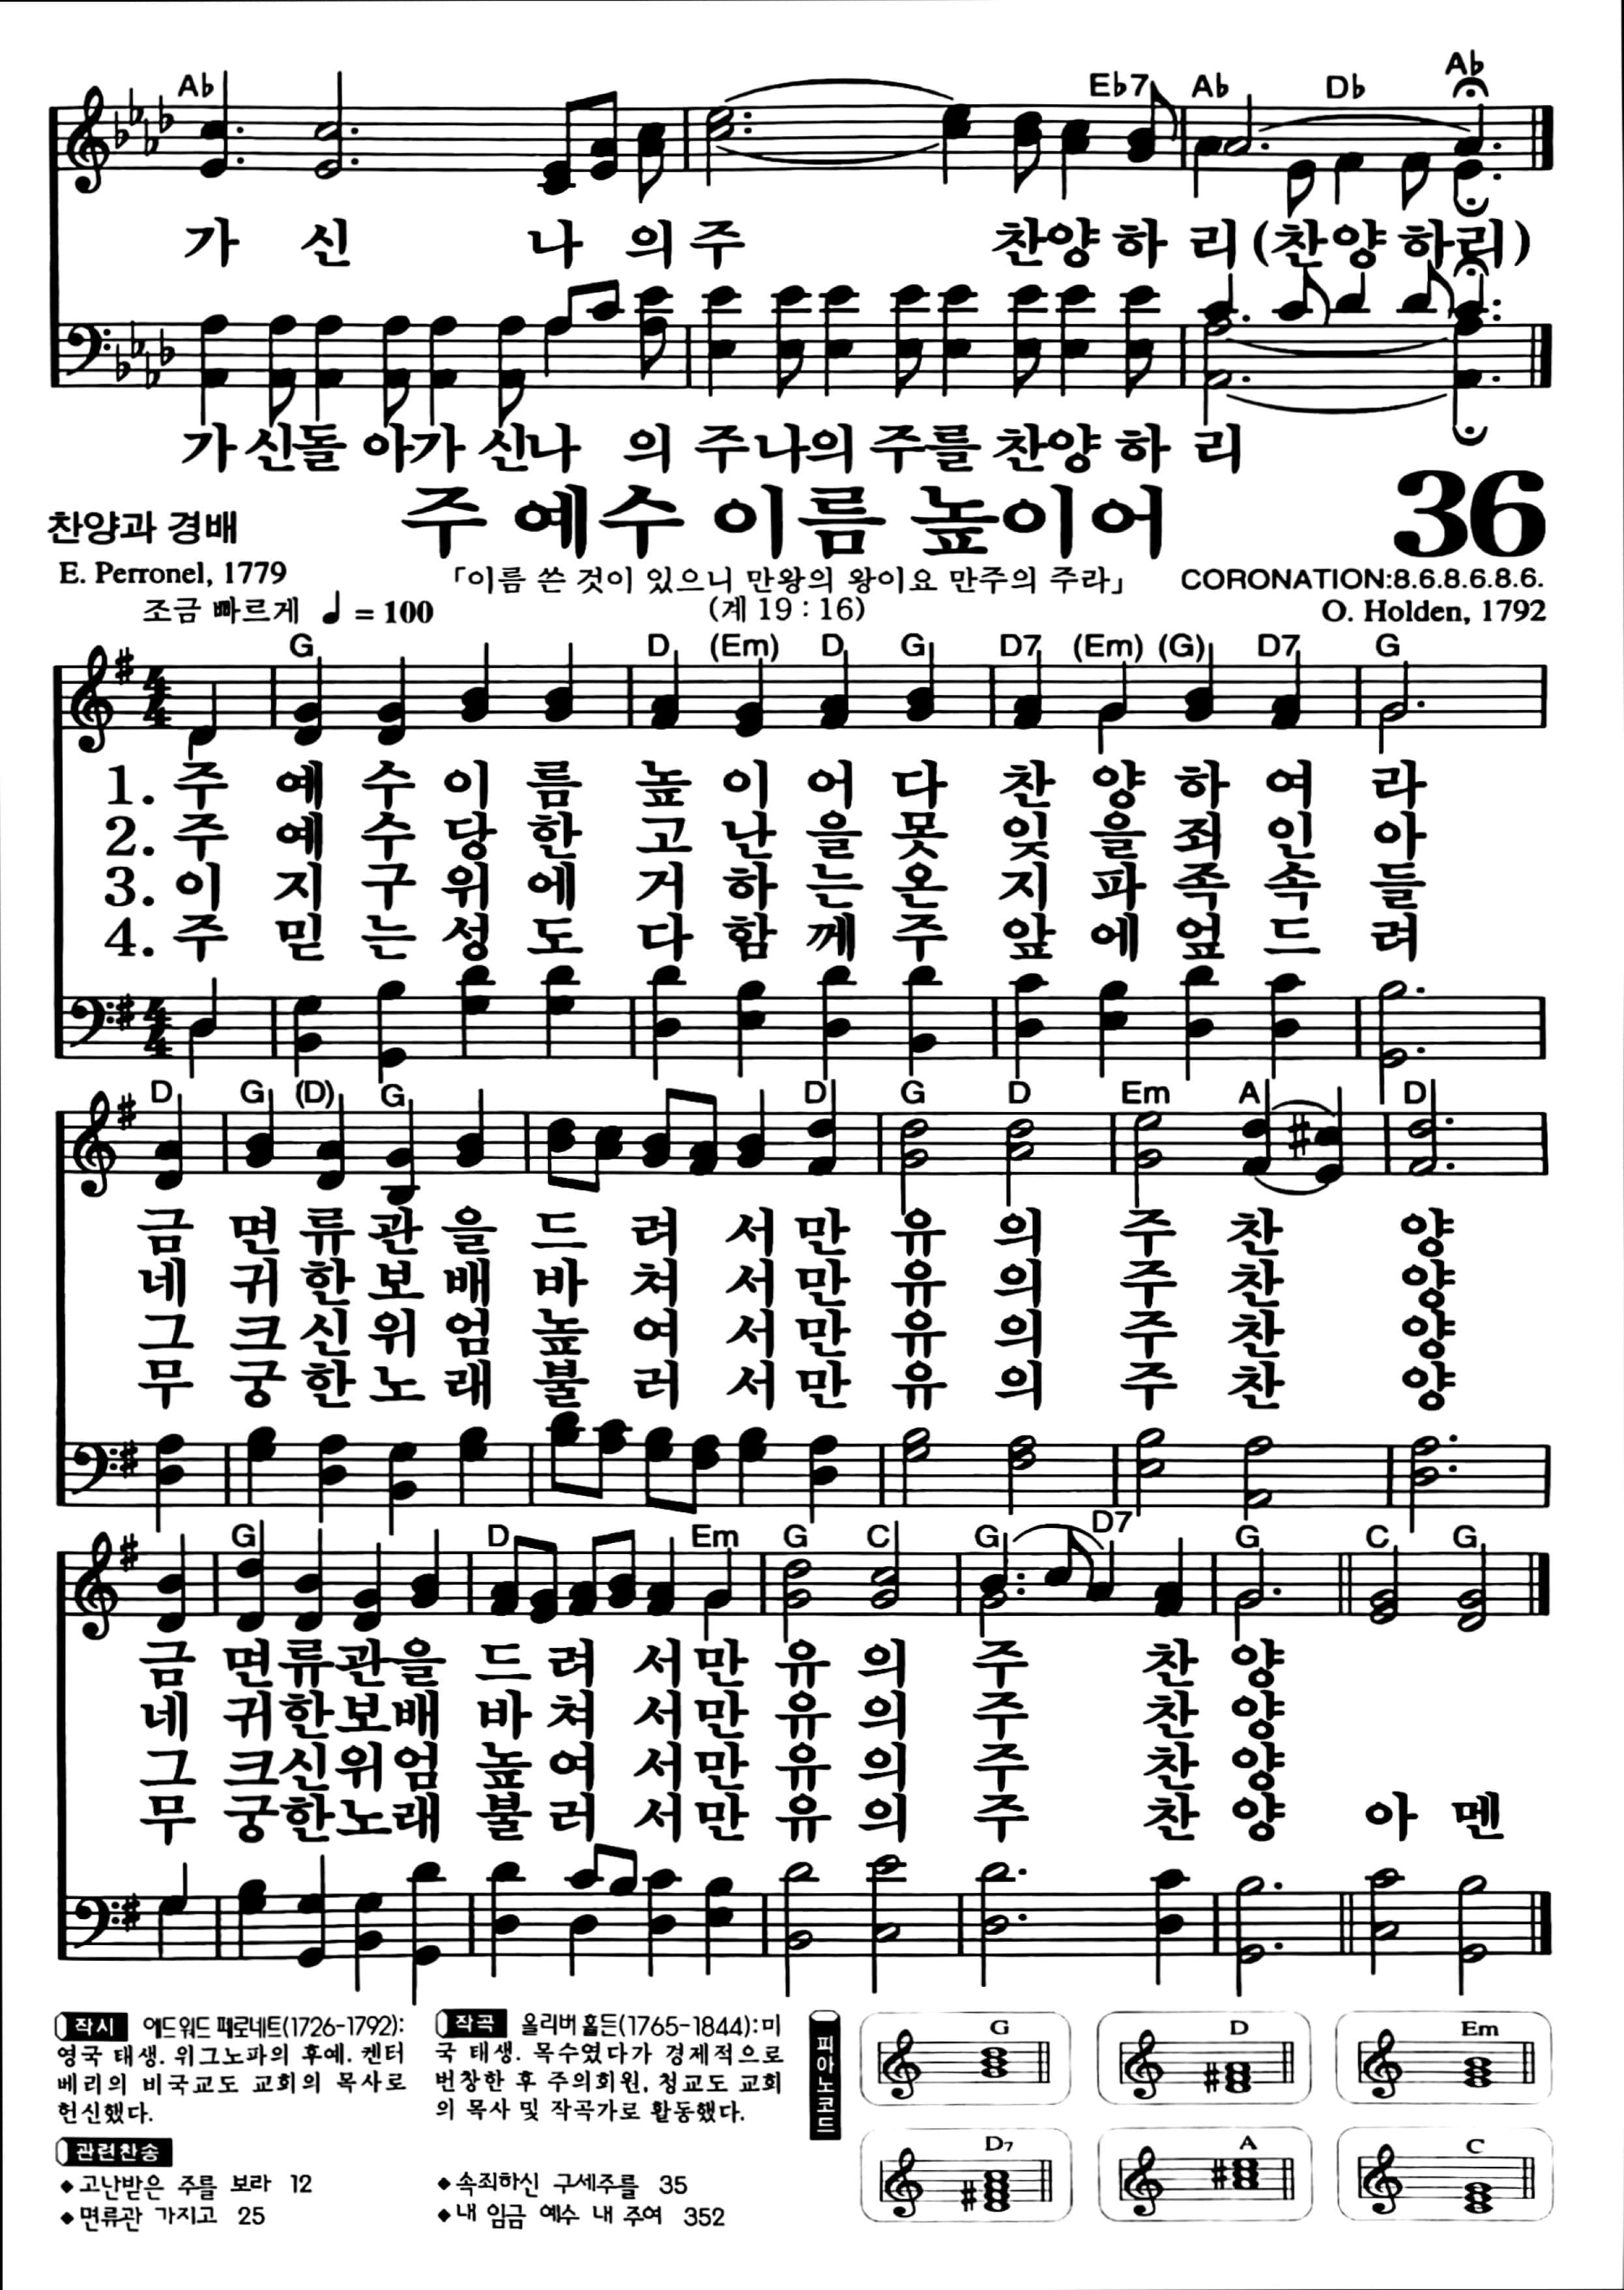 Ab Eb7 Ab Db Ab
가 신 나 의 주 찬양 하 리 (찬양 하리)
가 신돌 아가 신나 의 주나의 주를 찬양 하 리
찬양과 경배 주 예수 이름 높이어 36
E. Perronel, 1779 「이름 쓴 것이 있으니 만왕의 왕이요 만주의 주라」 CORONATION:8.6.8.6.8.6.
조금 빠르게 ♩ = 100 (계 19 : 16) O. Holden, 1792
G D (Em) D G D7 (Em) (G) D7 G
1. 주 예 수 이 름 높 이 어 다 찬 양 하 여 라
2. 주 예 수 당 한 고 난 을 못 잊 을 죄 인 아
3. 이 지 구 위 에 거 하 는 온 지 파 족 속 들
4. 주 믿 는 성 도 다 함 께 주 앞 에 엎 드 려
D G (D) G D G D Em A D
금 면 류 관 을 드 려 서 만 유 의 주 찬 양
네 귀 한 보 배 바 쳐 서 만 유 의 주 찬 양
그 크 신 위 엄 높 여 서 만 유 의 주 찬 양
무 궁 한 노 래 불 러 서 만 유 의 주 찬 양
G D Em G C G D7 G C G
금 면류관을 드 려 서 만 유 의 주 찬 양
네 귀한보배 바 쳐 서 만 유 의 주 찬 양
그 크신위엄 높 여 서 만 유 의 주 찬 양
무 궁한노래 불 러 서 만 유 의 주 찬 양 아 멘
작시 에드워드 페로네트(1726-1792):
영국 태생. 위그노파의 후예. 켄터
베리의 비국교도 교회의 목사로
헌신했다.
작곡 올리버 홀든(1765-1844):미
국 태생. 목수였다가 경제적으로
번창한 후 주의회원, 청교도 교회
의 목사 및 작곡가로 활동했다.
관련찬송
◆고난받은 주를 보라 12
◆면류관 가지고 25
◆속죄하신 구세주를 35
◆내 임금 예수 내 주여 352
피아노코드
G D Em
D7 A C